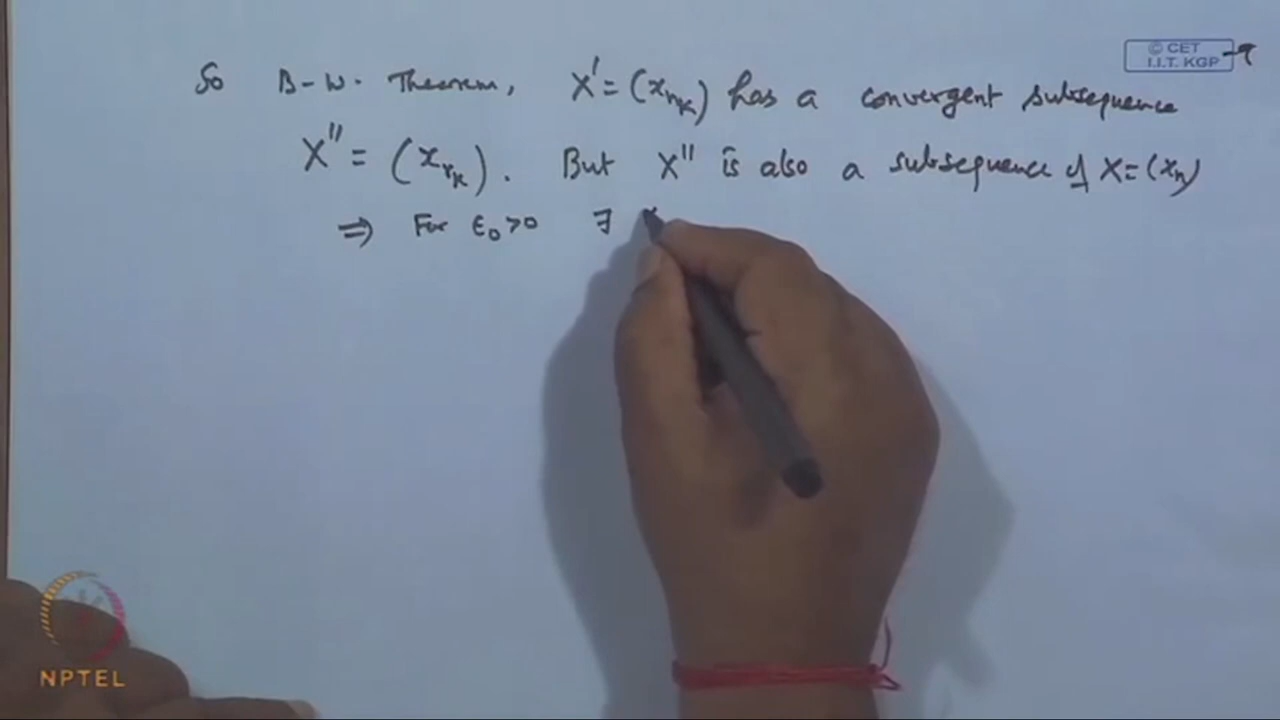 © CET
I.I.T. KGP
So B-W. Theorem, X' = (x_{n_k}) has a convergent subsequence
X'' = (x_{r_k}). But X'' is also a subsequence of X=(x_n)
⇒ For ε_0 >0 ∃
NPTEL